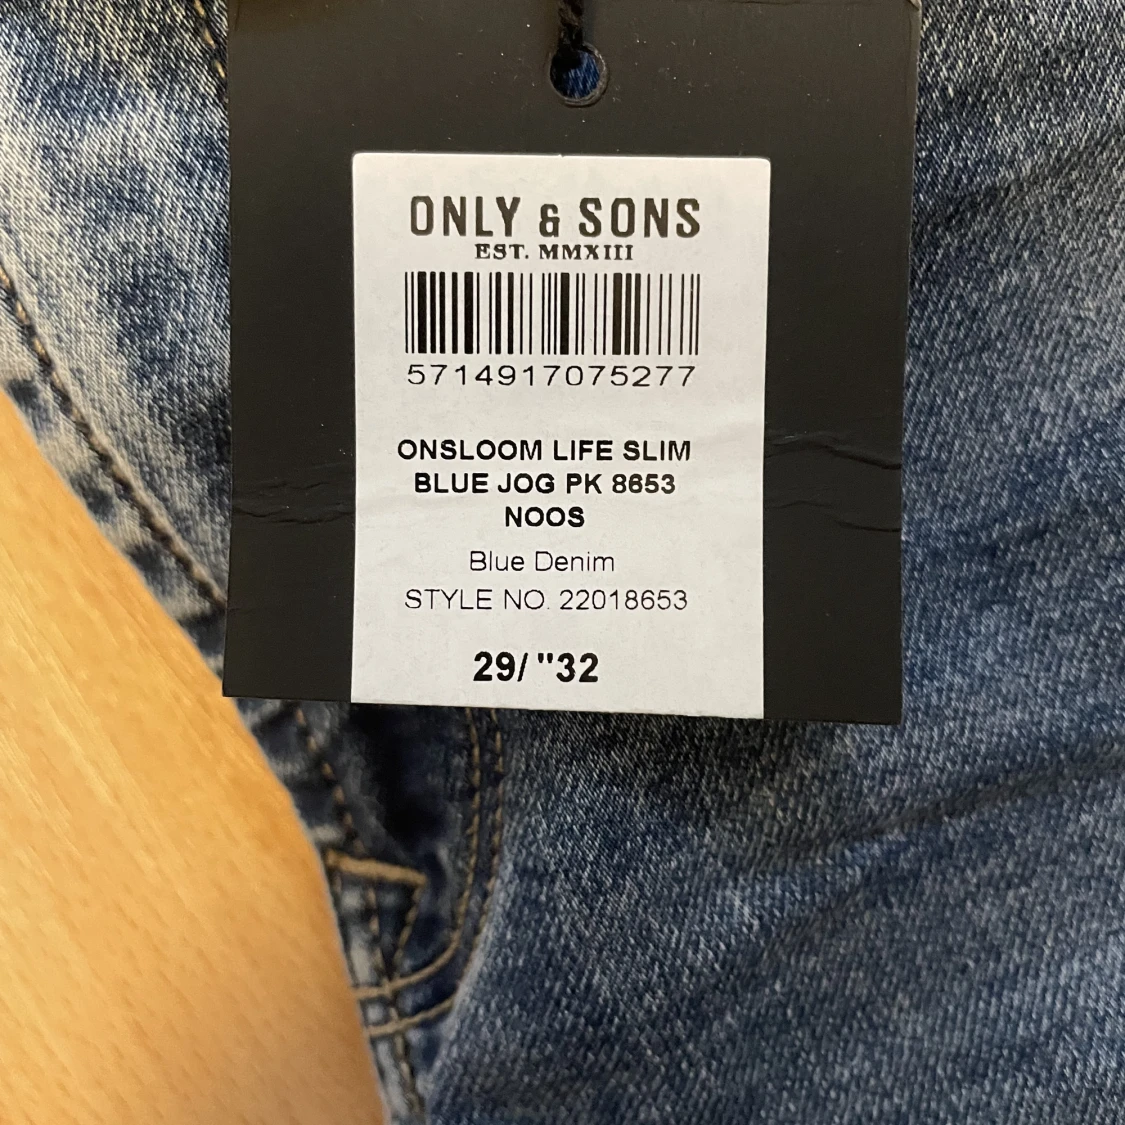 ONLY & SONS
EST. MMXIII
5714917075277
ONSLOOM LIFE SLIM
BLUE JOG PK 8653
NOOS
Blue Denim
STYLE NO. 22018653
29/ "32